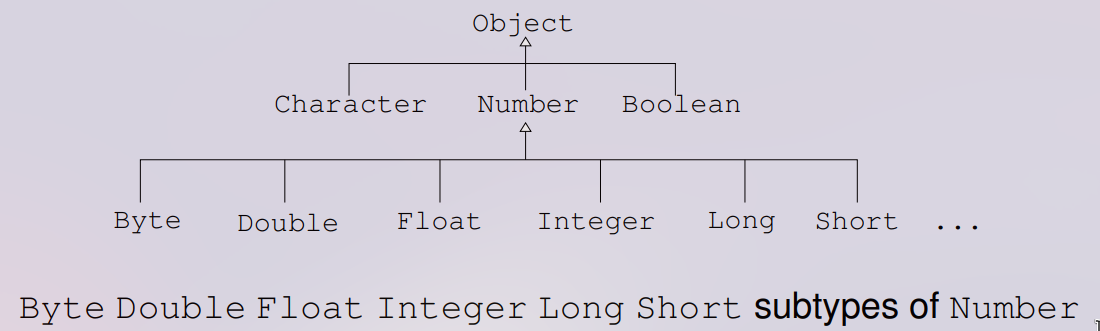 Object
Character Number Boolean
Byte Double Float Integer Long Short ...
Byte Double Float Integer Long Short subtypes of Number